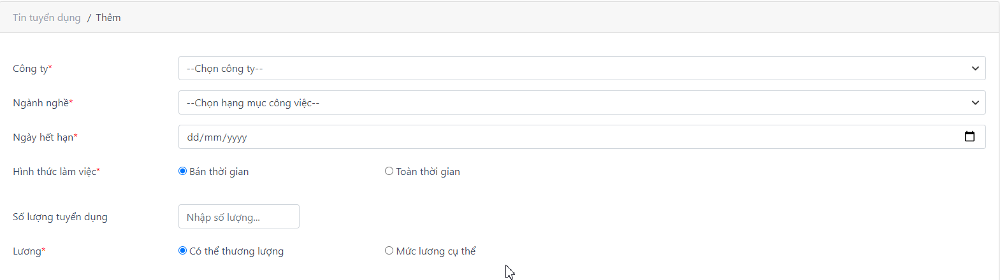 Tin tuyển dụng / Thêm
Công ty* --Chọn công ty--
Ngành nghề* --Chọn hạng mục công việc--
Ngày hết hạn* dd/mm/yyyy
Hình thức làm việc* Bán thời gian Toàn thời gian
Số lượng tuyển dụng Nhập số lượng...
Lương* Có thể thương lượng Mức lương cụ thể